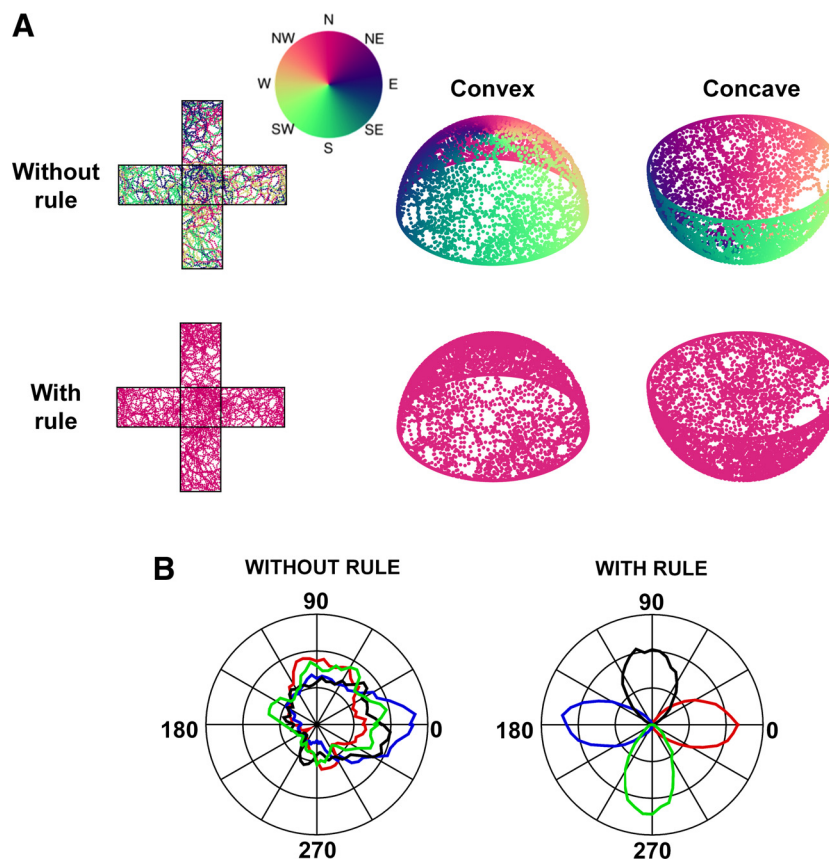 A
N
NW NE
W E
SW SE
S
Convex Concave
Without
rule
With
rule
B
WITHOUT RULE WITH RULE
90 90
180 0 180 0
270 270